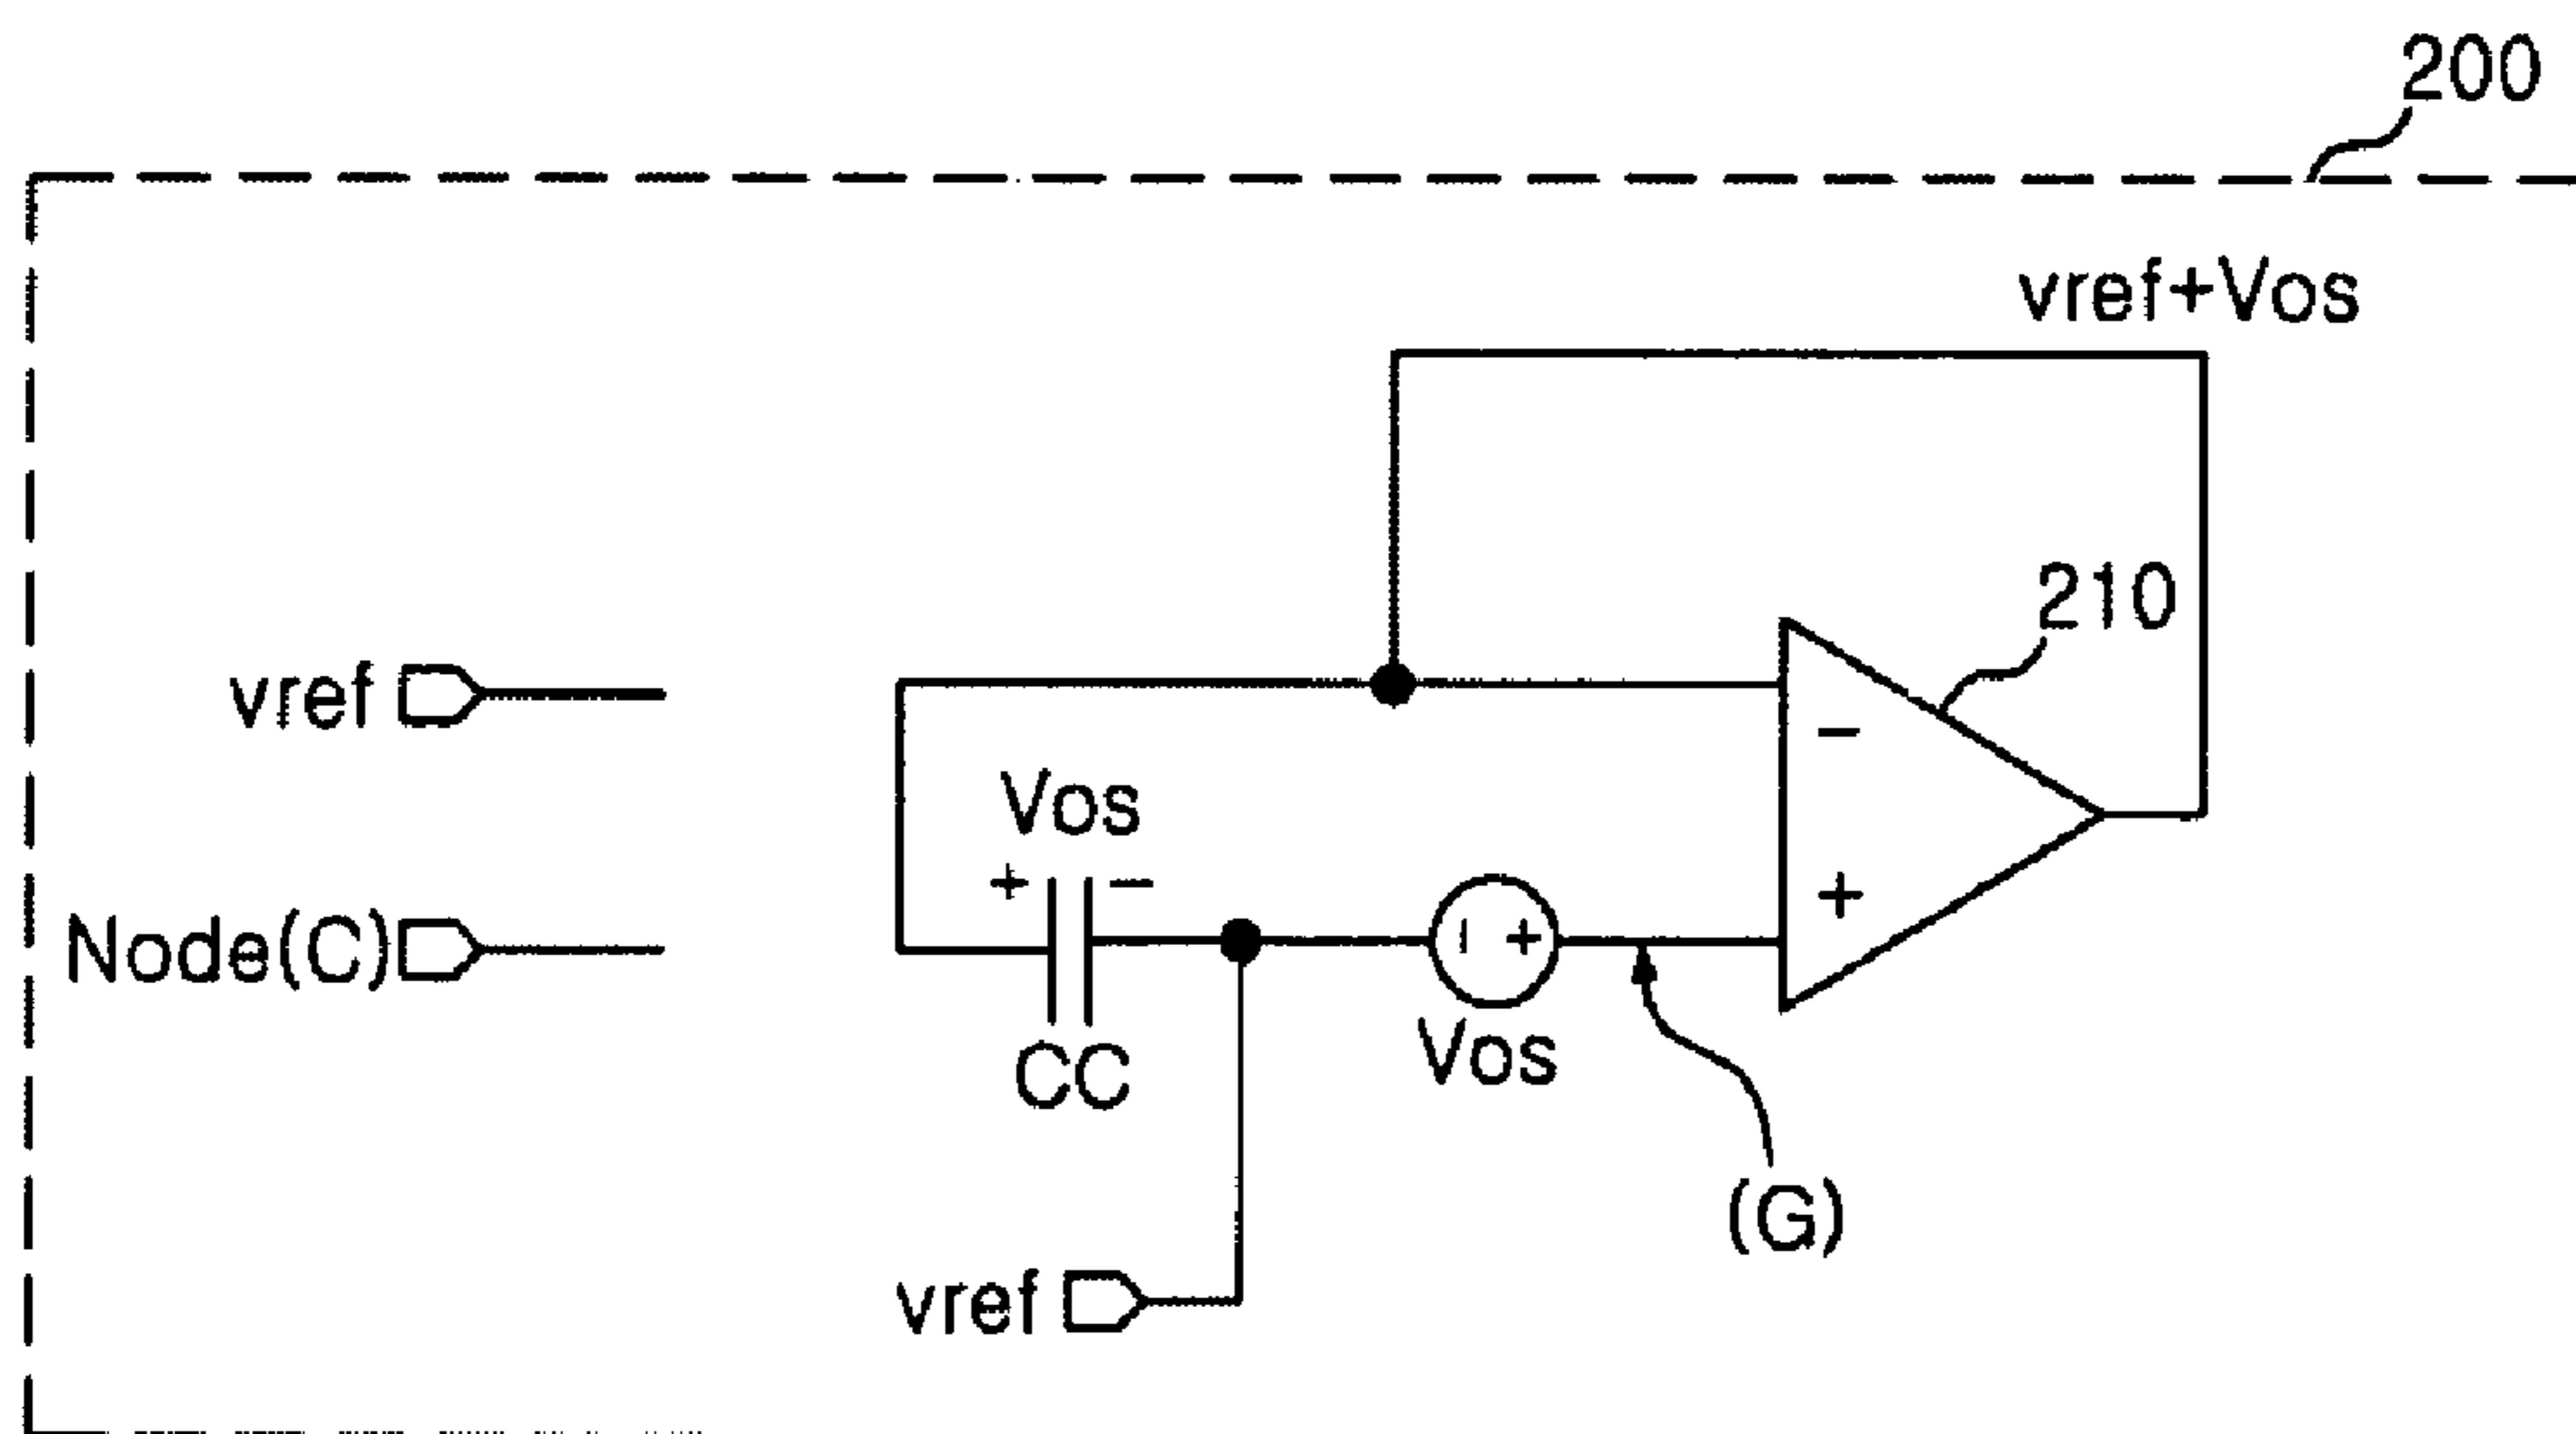 200
vref+Vos
210
vref
Vos
+ −
− +
Node(C)
− +
CC
Vos
(G)
vref